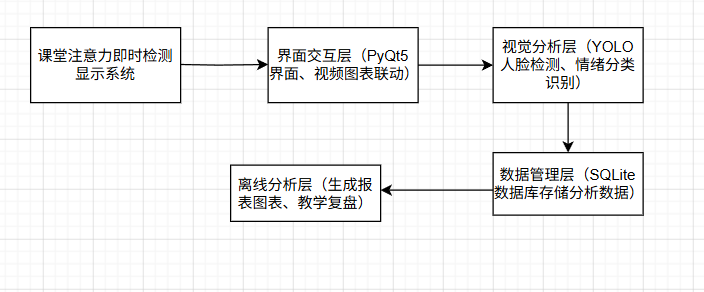 课堂注意力即时检测
显示系统
界面交互层（PyQt5
界面、视频图表联动）
视觉分析层（YOLO
人脸检测、情绪分类
识别）
数据管理层（SQLite
数据库存储分析数据）
离线分析层（生成报
表图表、教学复盘）